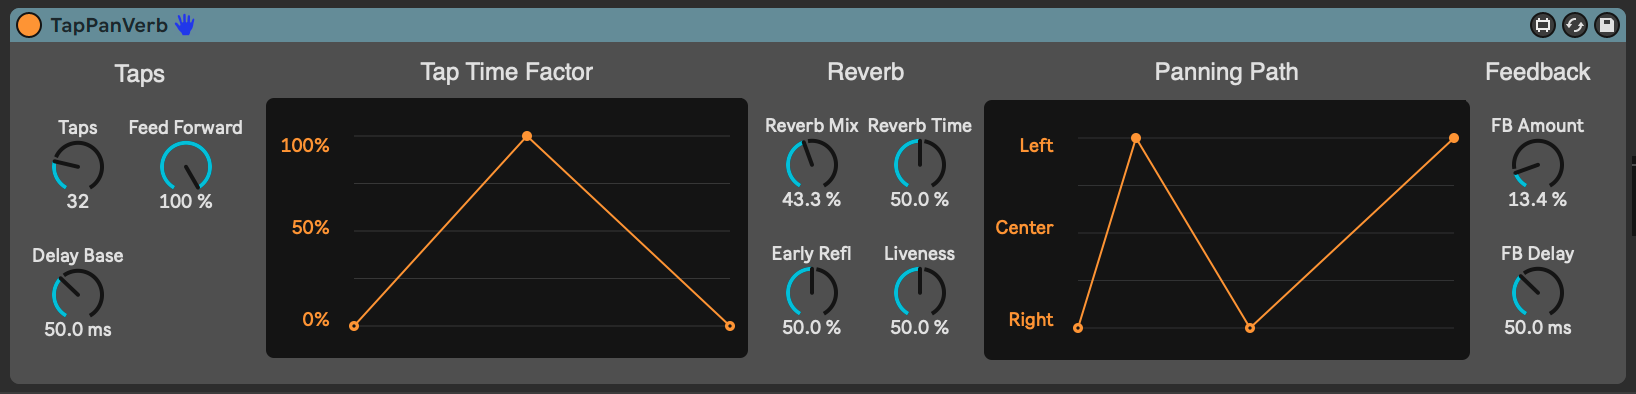 TapPanVerb
Taps
Taps
Feed Forward
32
100 %
Delay Base
50.0 ms
Tap Time Factor
100%
50%
0%
Reverb
Reverb Mix
Reverb Time
43.3 %
50.0 %
Early Refl
Liveness
50.0 %
50.0 %
Panning Path
Left
Center
Right
Feedback
FB Amount
13.4 %
FB Delay
50.0 ms